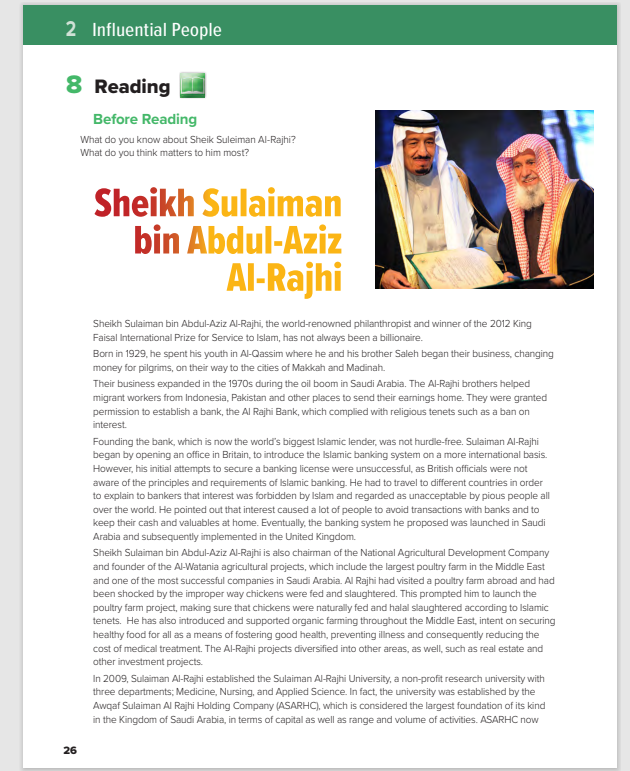 2 Influential People
8 Reading
Before Reading
What do you know about Sheik Suleiman Al-Rajhi?
What do you think matters to him most?
Sheikh Sulaiman
bin Abdul-Aziz
Al-Rajhi
Sheikh Sulaiman bin Abdul-Aziz Al-Rajhi, the world-renowned philanthropist and winner of the 2012 King
Faisal International Prize for Service to Islam, has not always been a billionaire.
Born in 1929, he spent his youth in Al-Qassim where he and his brother Saleh began their business, changing
money for pilgrims, on their way to the cities of Makkah and Madinah.
Their business expanded in the 1970s during the oil boom in Saudi Arabia. The Al-Rajhi brothers helped
migrant workers from Indonesia, Pakistan and other places to send their earnings home. They were granted
permission to establish a bank, the Al Rajhi Bank, which complied with religious tenets such as a ban on
interest.
Founding the bank, which is now the world's biggest Islamic lender, was not hurdle-free. Sulaiman Al-Rajhi
began by opening an office in Britain, to introduce the Islamic banking system on a more international basis.
However, his initial attempts to secure a banking license were unsuccessful, as British officials were not
aware of the principles and requirements of Islamic banking. He had to travel to different countries in order
to explain to bankers that interest was forbidden by Islam and regarded as unacceptable by pious people all
over the world. He pointed out that interest caused a lot of people to avoid transactions with banks and to
keep their cash and valuables at home. Eventually, the banking system he proposed was launched in Saudi
Arabia and subsequently implemented in the United Kingdom.
Sheikh Sulaiman bin Abdul-Aziz Al-Rajhi is also chairman of the National Agricultural Development Company
and founder of the Al-Watania agricultural projects, which include the largest poultry farm in the Middle East
and one of the most successful companies in Saudi Arabia. Al Rajhi had visited a poultry farm abroad and had
been shocked by the improper way chickens were fed and slaughtered. This prompted him to launch the
poultry farm project, making sure that chickens were naturally fed and halal slaughtered according to Islamic
tenets. He has also introduced and supported organic farming throughout the Middle East, intent on securing
healthy food for all as a means of fostering good health, preventing illness and consequently reducing the
cost of medical treatment. The Al-Rajhi projects diversified into other areas, as well, such as real estate and
other investment projects.
In 2009, Sulaiman Al-Rajhi established the Sulaiman Al-Rajhi University, a non-profit research university with
three departments; Medicine, Nursing, and Applied Science. In fact, the university was established by the
Awqaf Sulaiman Al Rajhi Holding Company (ASARHC), which is considered the largest foundation of its kind
in the Kingdom of Saudi Arabia, in terms of capital as well as range and volume of activities. ASARHC now
26